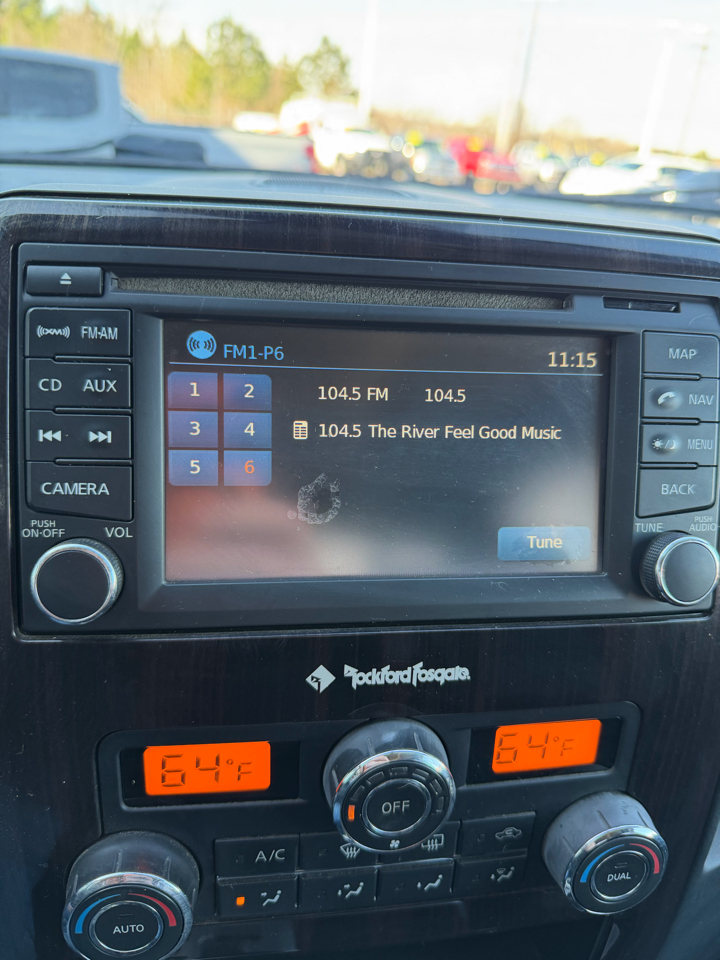 FM1-P6 11:15
((XM)) FM·AM
CD AUX
CAMERA
PUSH
ON·OFF VOL
1 2
3 4
5 6
104.5 FM 104.5
104.5 The River Feel Good Music
Tune
MAP
NAV
MENU
BACK
TUNE PUSH
AUDIO
Rockford Fosgate
64°F 64°F
OFF
A/C
AUTO
DUAL